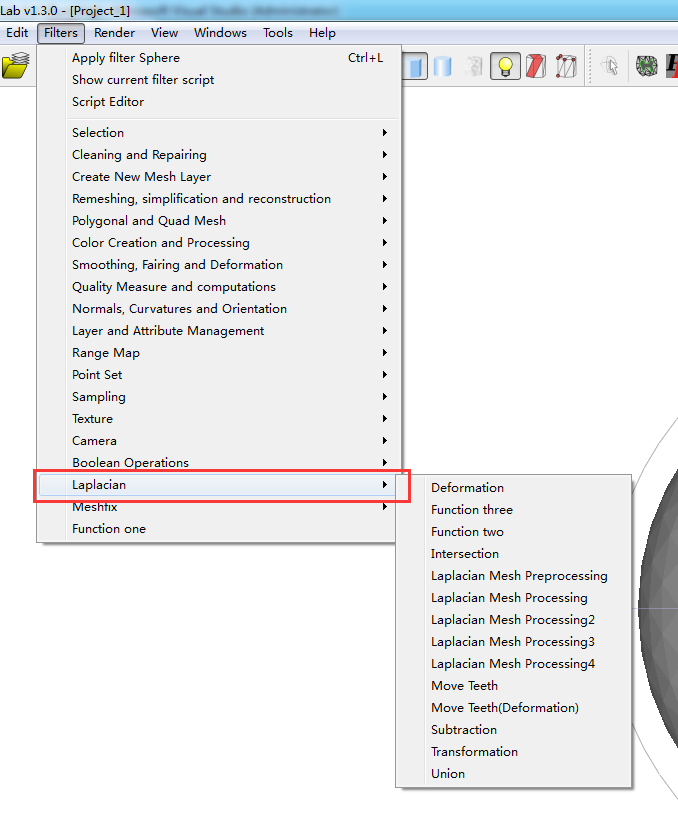 Lab v1.3.0 - [Project_1]
Edit Filters Render View Windows Tools Help
Apply filter Sphere Ctrl+L
Show current filter script
Script Editor
Selection
Cleaning and Repairing
Create New Mesh Layer
Remeshing, simplification and reconstruction
Polygonal and Quad Mesh
Color Creation and Processing
Smoothing, Fairing and Deformation
Quality Measure and computations
Normals, Curvatures and Orientation
Layer and Attribute Management
Range Map
Point Set
Sampling
Texture
Camera
Boolean Operations
Laplacian
Meshfix
Function one
Deformation
Function three
Function two
Intersection
Laplacian Mesh Preprocessing
Laplacian Mesh Processing
Laplacian Mesh Processing2
Laplacian Mesh Processing3
Laplacian Mesh Processing4
Move Teeth
Move Teeth(Deformation)
Subtraction
Transformation
Union